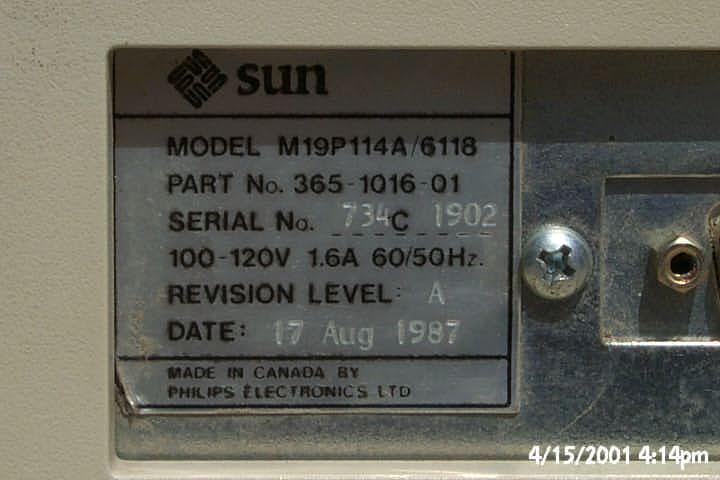 sun
MODEL M19P114A/6118
PART No. 365-1016-01
SERIAL No. 734C 1902
100-120V 1.6A 60/50Hz.
REVISION LEVEL: A
DATE: 17 Aug 1987
MADE IN CANADA BY
PHILIPS ELECTRONICS LTD
4/15/2001 4:14pm